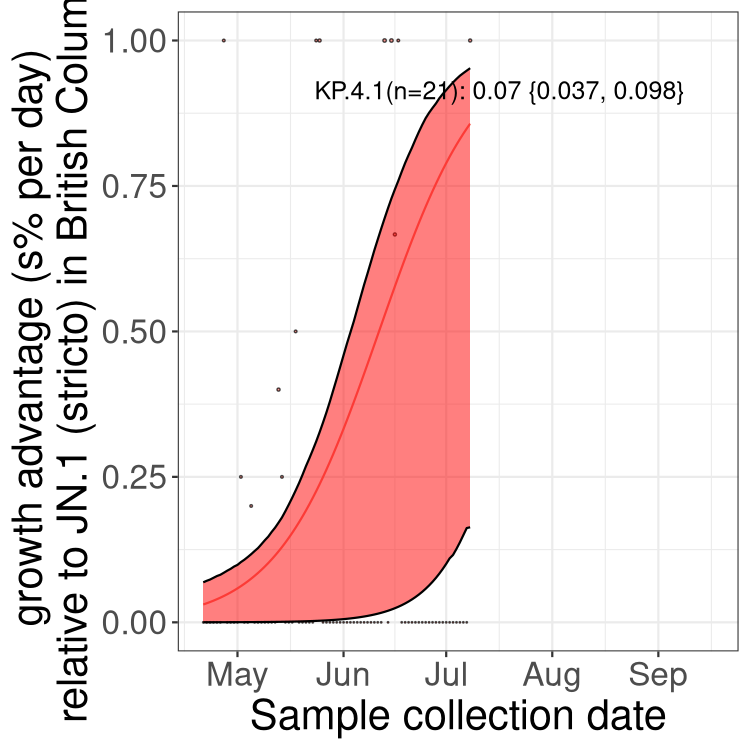 growth advantage (s% per day)
relative to JN.1 (stricto) in British Colum
1.00
0.75
0.50
0.25
0.00
KP.4.1(n=21): 0.07 {0.037, 0.098}
May Jun Jul Aug Sep
Sample collection date